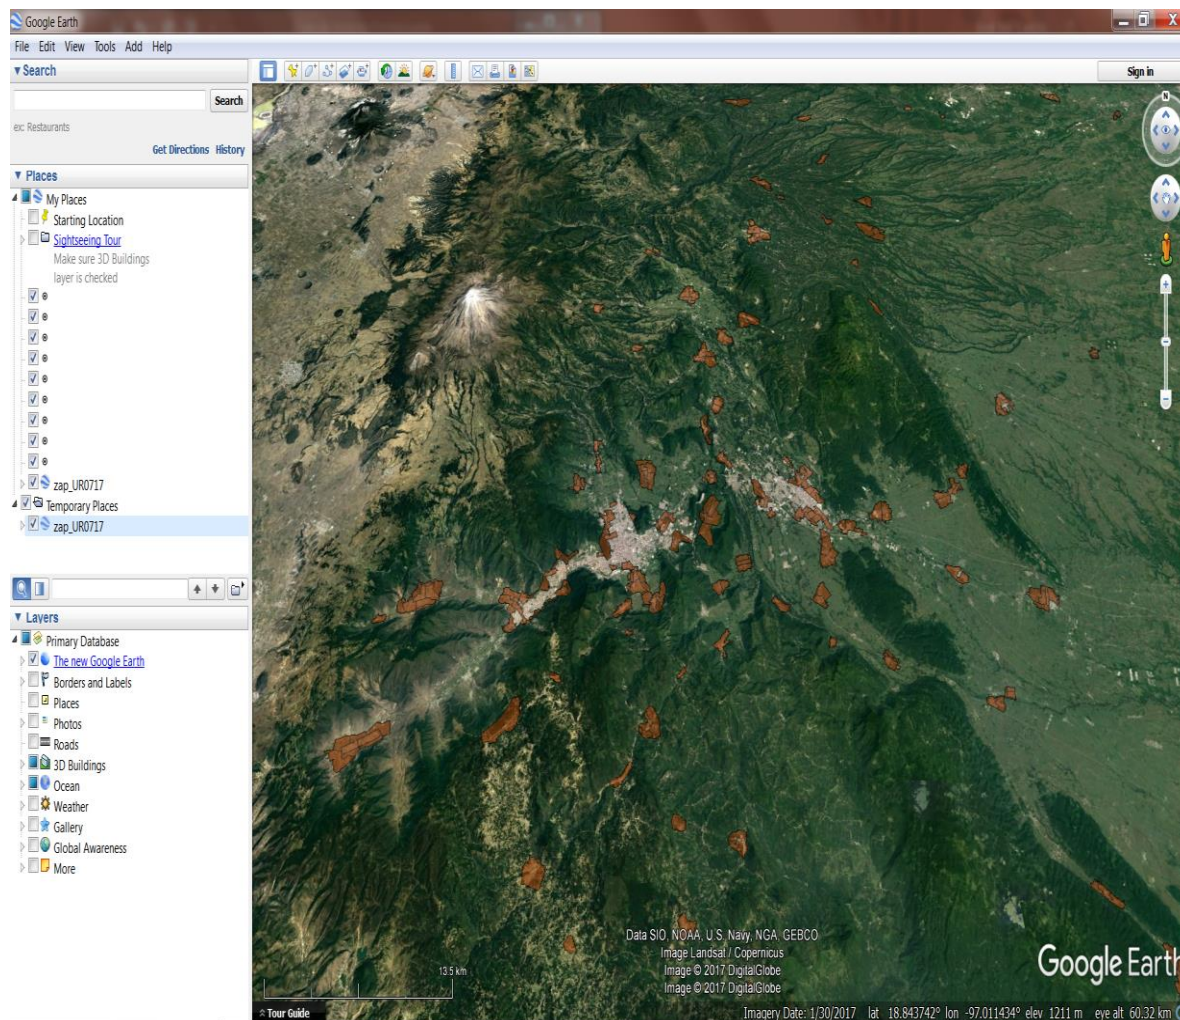 Google Earth
File Edit View Tools Add Help
Search
Sign in
Search
ex: Restaurants
Get Directions History
Places
My Places
Starting Location
Sightseeing Tour
Make sure 3D Buildings
layer is checked
zap_UR0717
Temporary Places
zap_UR0717
Layers
Primary Database
The new Google Earth
Borders and Labels
Places
Photos
Roads
3D Buildings
Ocean
Weather
Gallery
Global Awareness
More
N
Data SIO, NOAA, U.S. Navy, NGA, GEBCO
Image Landsat / Copernicus
Image © 2017 DigitalGlobe
Image © 2017 DigitalGlobe
13.5 km
Google Earth
Tour Guide
Imagery Date: 1/30/2017 lat 18.843742° lon -97.011434° elev 1211 m eye alt 60.32 km